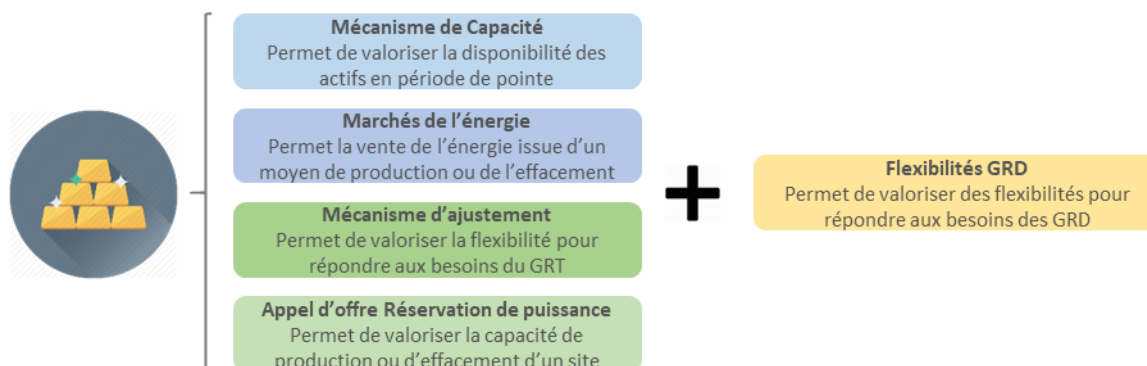 Mécanisme de Capacité
Permet de valoriser la disponibilité des
actifs en période de pointe
Marchés de l'énergie
Permet la vente de l'énergie issue d'un
moyen de production ou de l'effacement
Mécanisme d'ajustement
Permet de valoriser la flexibilité pour
répondre aux besoins du GRT
Appel d'offre Réservation de puissance
Permet de valoriser la capacité de
production ou d'effacement d'un site
Flexibilités GRD
Permet de valoriser des flexibilités pour
répondre aux besoins des GRD